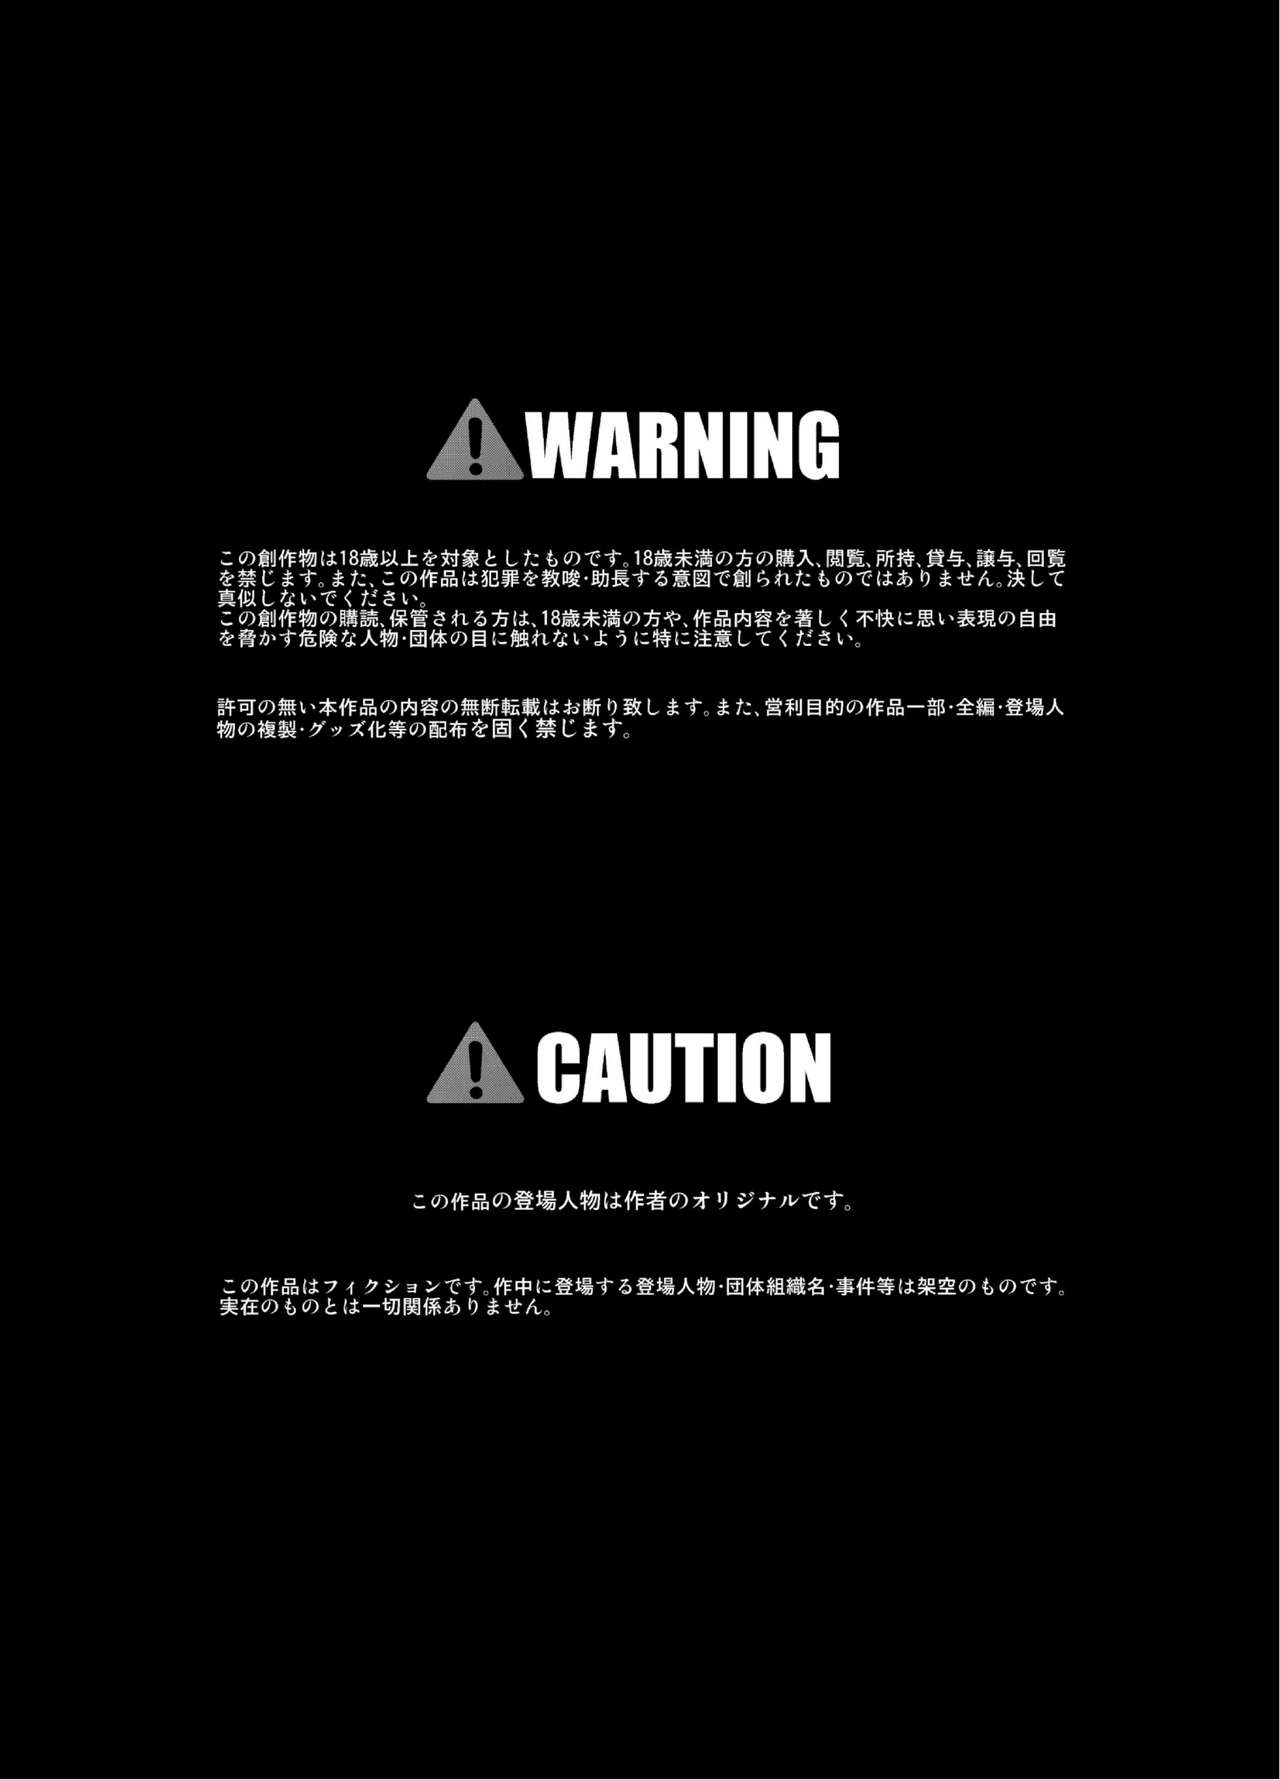 WARNING
この創作物は18歳以上を対象としたものです。18歳未満の方の購入、閲覧、所持、貸与、譲与、回覧
を禁じます。また、この作品は犯罪を教唆・助長する意図で創られたものではありません。決して
真似しないでください。
この創作物の購読、保管される方は、18歳未満の方や、作品内容を著しく不快に思い表現の自由
を脅かす危険な人物・団体の目に触れないように特に注意してください。
許可の無い本作品の内容の無断転載はお断り致します。また、営利目的の作品一部・全編・登場人
物の複製・グッズ化等の配布を固く禁じます。
CAUTION
この作品の登場人物は作者のオリジナルです。
この作品はフィクションです。作中に登場する登場人物・団体組織名・事件等は架空のものです。
実在のものとは一切関係ありません。